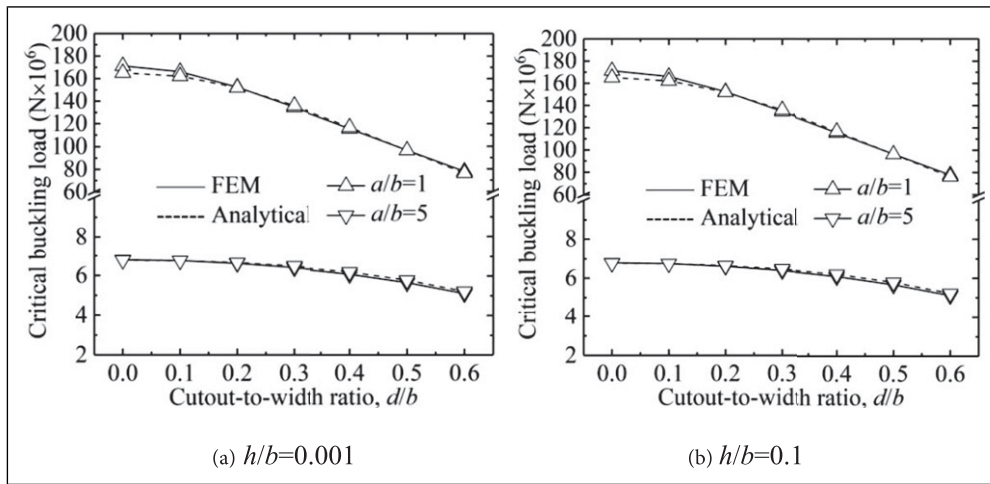 Critical buckling load (N×10⁶)
200
180
160
140
120
100
80
60
8
6
4
2
FEM
a/b=1
Analytical
a/b=5
0.0 0.1 0.2 0.3 0.4 0.5 0.6
Cutout-to-width ratio, d/b
(a) h/b=0.001
Critical buckling load (N×10⁶)
200
180
160
140
120
100
80
60
8
6
4
2
FEM
a/b=1
Analytical
a/b=5
0.0 0.1 0.2 0.3 0.4 0.5 0.6
Cutout-to-width ratio, d/b
(b) h/b=0.1